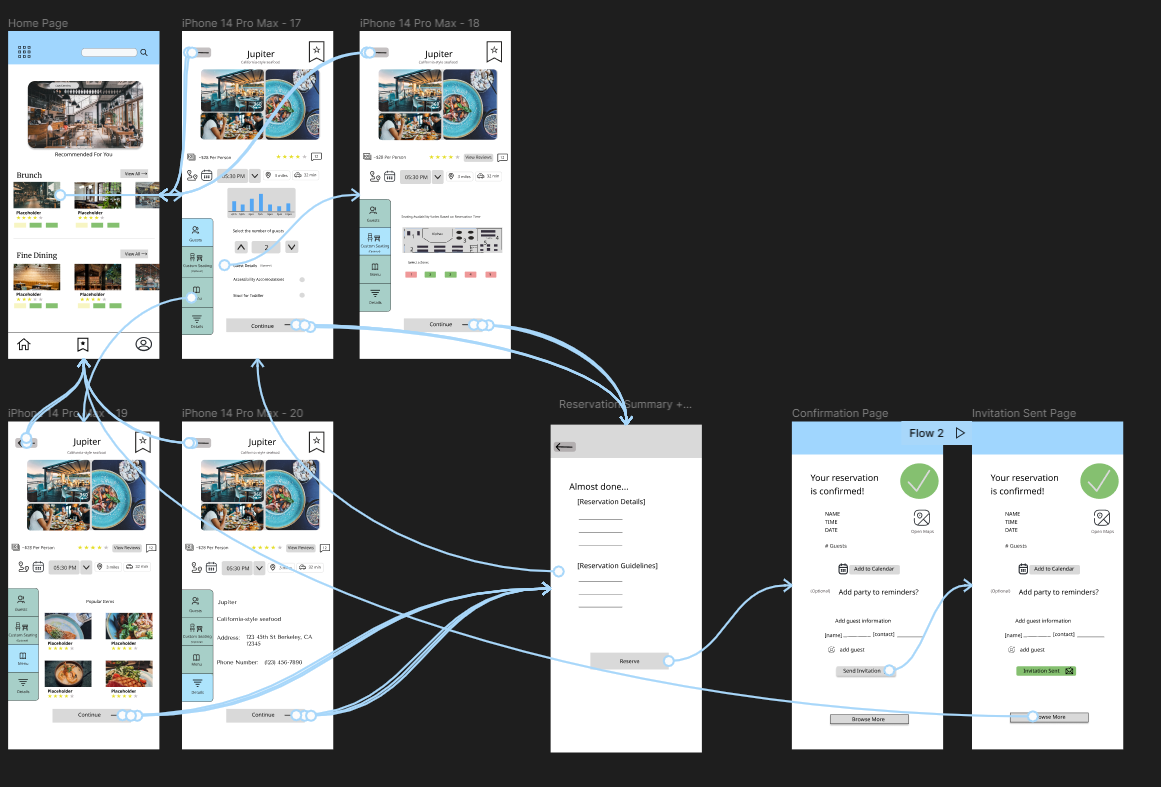 Home Page
Recommended For You
Brunch
View All →
Placeholder
Placeholder
Fine Dining
View All →
Placeholder
Placeholder
iPhone 14 Pro Max - 17
Jupiter
California-style seafood
~$28 Per Person
05:30 PM
3 miles
32 min
Guests
Custom Seating
Details
Select the number of guests
2
Accessibility Accommodations
Continue
iPhone 14 Pro Max - 18
Jupiter
California-style seafood
~$28 Per Person
View Reviews
05:30 PM
3 miles
32 min
Guests
Custom Seating
Menu
Details
Continue
iPhone 14 Pro Max - 19
Jupiter
California-style seafood
~$28 Per Person
View Reviews
05:30 PM
3 miles
32 min
Guests
Custom Seating
Menu
Details
Popular Items
Placeholder
Placeholder
Placeholder
Placeholder
Continue
iPhone 14 Pro Max - 20
Jupiter
California-style seafood
~$28 Per Person
View Reviews
05:30 PM
32 min
Guests
Custom Seating
Menu
Details
Jupiter
California-style seafood
Address: 123 45th St Berkeley, CA
12345
Phone Number: (123) 456-7890
Continue
Reservation Summary +...
Almost done...
[Reservation Details]
[Reservation Guidelines]
Reserve
Confirmation Page
Flow 2
Your reservation
is confirmed!
NAME
TIME
DATE
Open Maps
# Guests
Add to Calendar
(Optional) Add party to reminders?
Add guest information
[name] [contact]
add guest
Send Invitation
Browse More
Invitation Sent Page
Your reservation
is confirmed!
NAME
TIME
DATE
Open Maps
# Guests
Add to Calendar
(Optional) Add party to reminders?
Add guest information
[name] [contact]
add guest
Invitation Sent
owse More